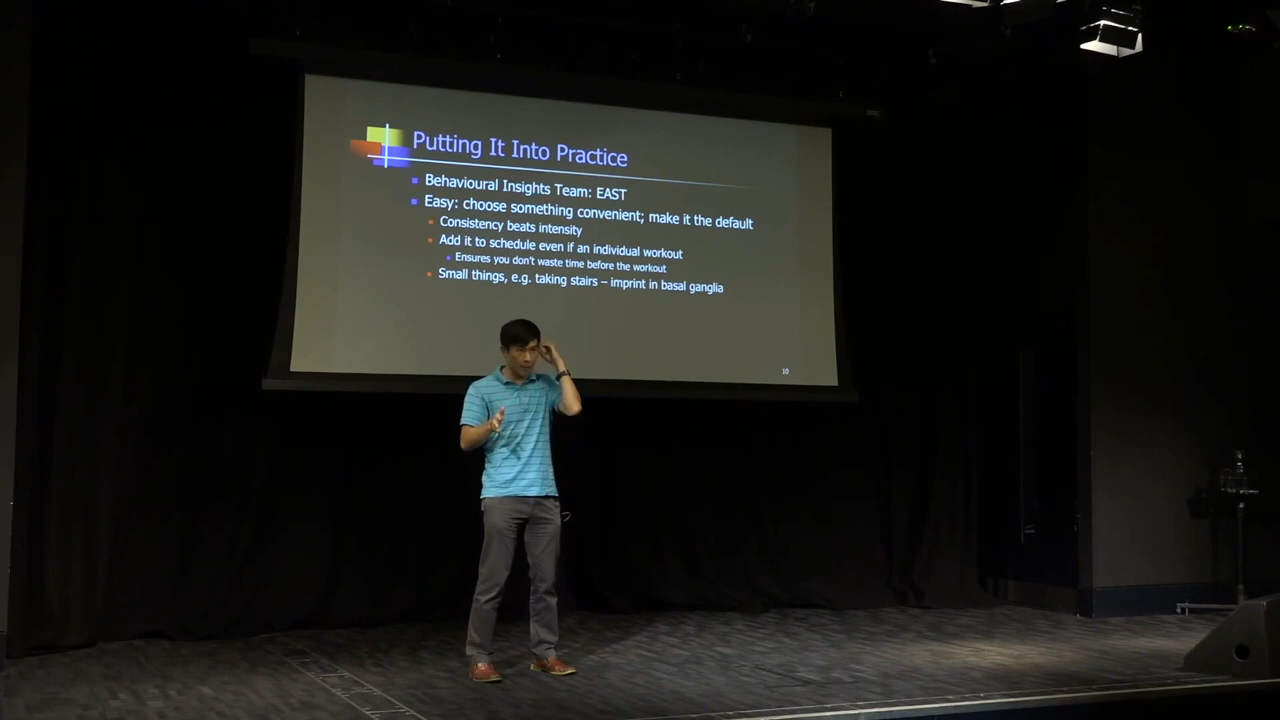 Putting It Into Practice
Behavioural Insights Team: EAST
Easy: choose something convenient; make it the default
Consistency beats intensity
Add it to schedule even if an individual workout
Ensures you don't waste time before the workout
Small things, e.g. taking stairs – imprint in basal ganglia
10